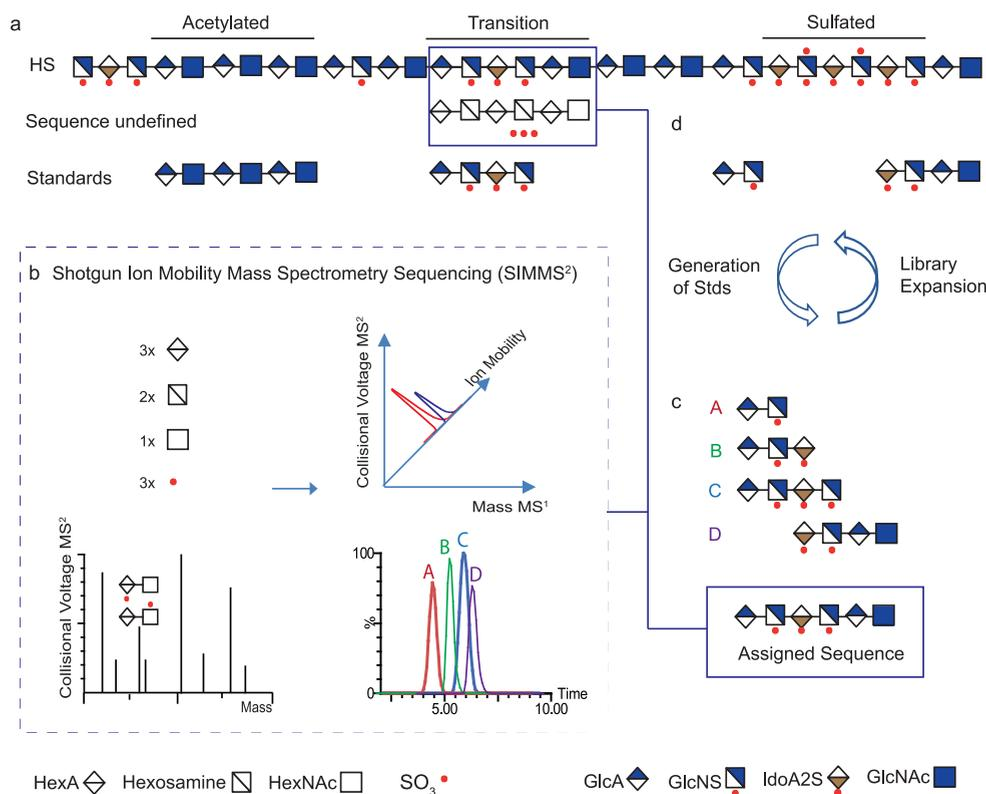 a
Acetylated
Transition
Sulfated
HS
Sequence undefined
Standards
d
Generation
of Stds
Library
Expansion
b Shotgun Ion Mobility Mass Spectrometry Sequencing (SIMMS²)
3x
2x
1x
3x
Collisional Voltage MS²
Ion Mobility
Mass MS¹
Collisional Voltage MS²
Mass
100
%
0
A
B
C
D
5.00
10.00
Time
c
A
B
C
D
Assigned Sequence
HexA
Hexosamine
HexNAc
SO₃
GlcA
GlcNS
IdoA2S
GlcNAc